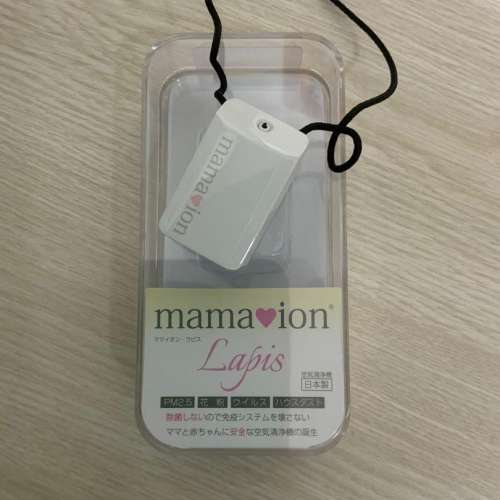 mama♥ion
mama♥ion®
ママイオン・ラピス
Lapis
空気清浄機
日本製
PM2.5 花粉 ウイルス ハウスダスト
除菌しないので免疫システムを壊さない
ママと赤ちゃんに安全な空気清浄機の誕生